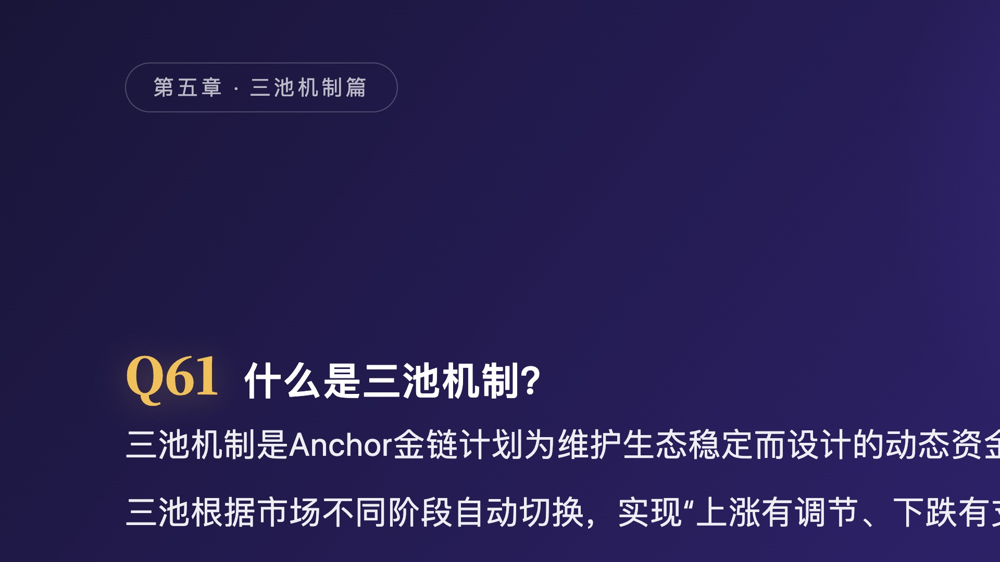 第五章 · 三池机制篇
Q61 什么是三池机制？
三池机制是Anchor金链计划为维护生态稳定而设计的动态资金
三池根据市场不同阶段自动切换，实现“上涨有调节、下跌有